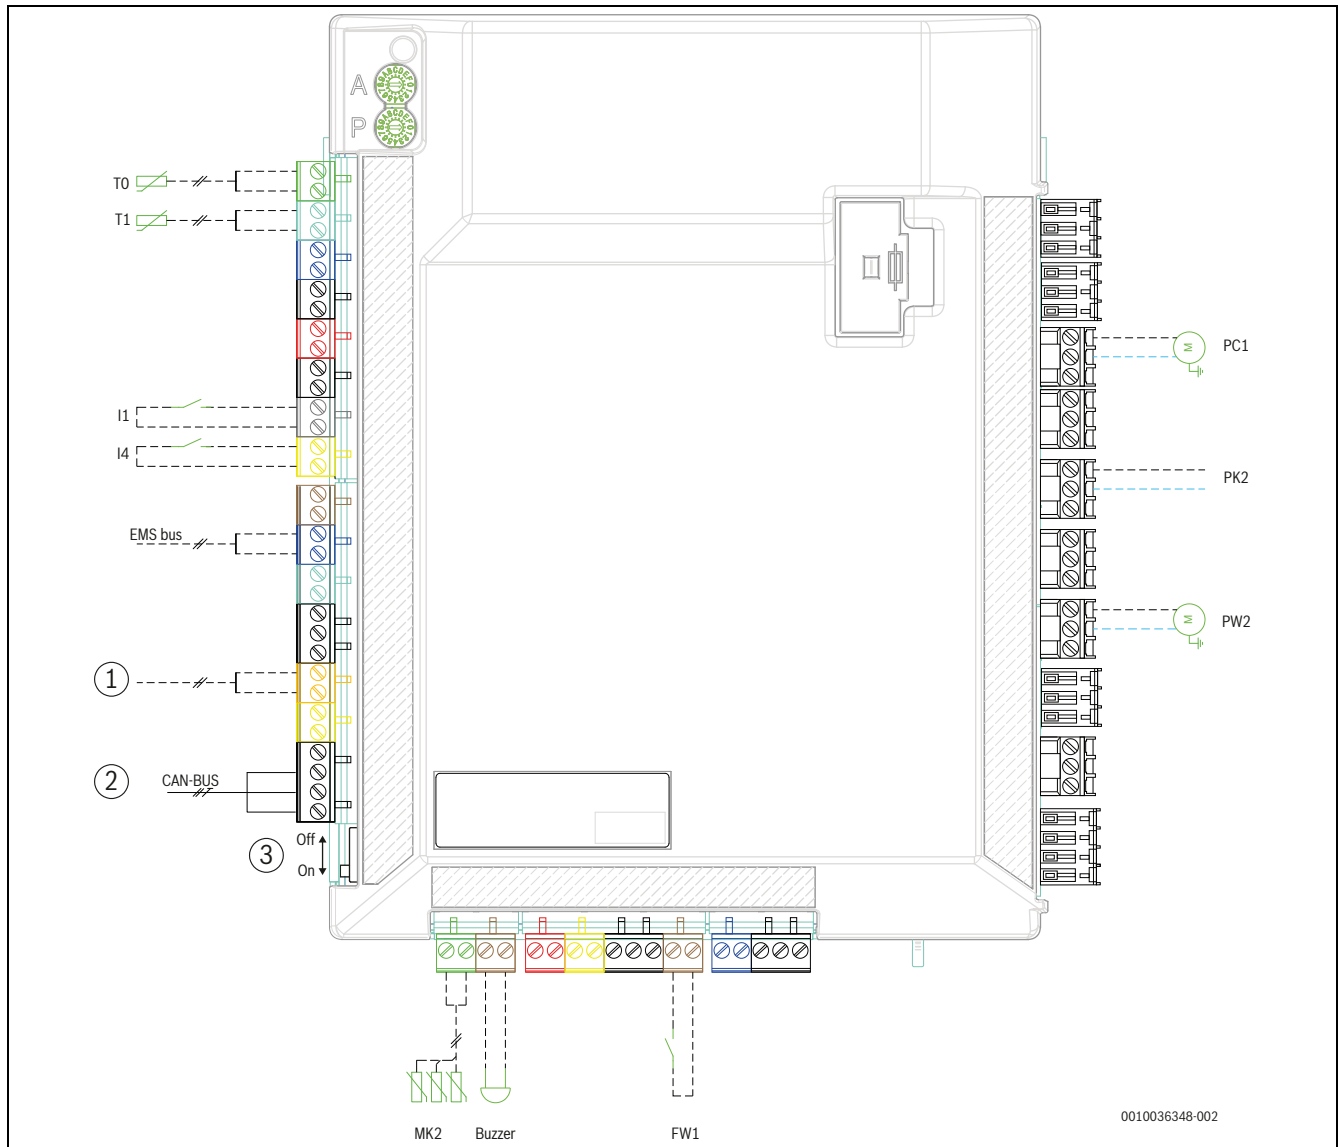 A
P
T0
T1
I1
I4
EMS bus
1
2 CAN-BUS
3 Off
On
M PC1
PK2
M PW2
MK2 Buzzer FW1
0010036348-002